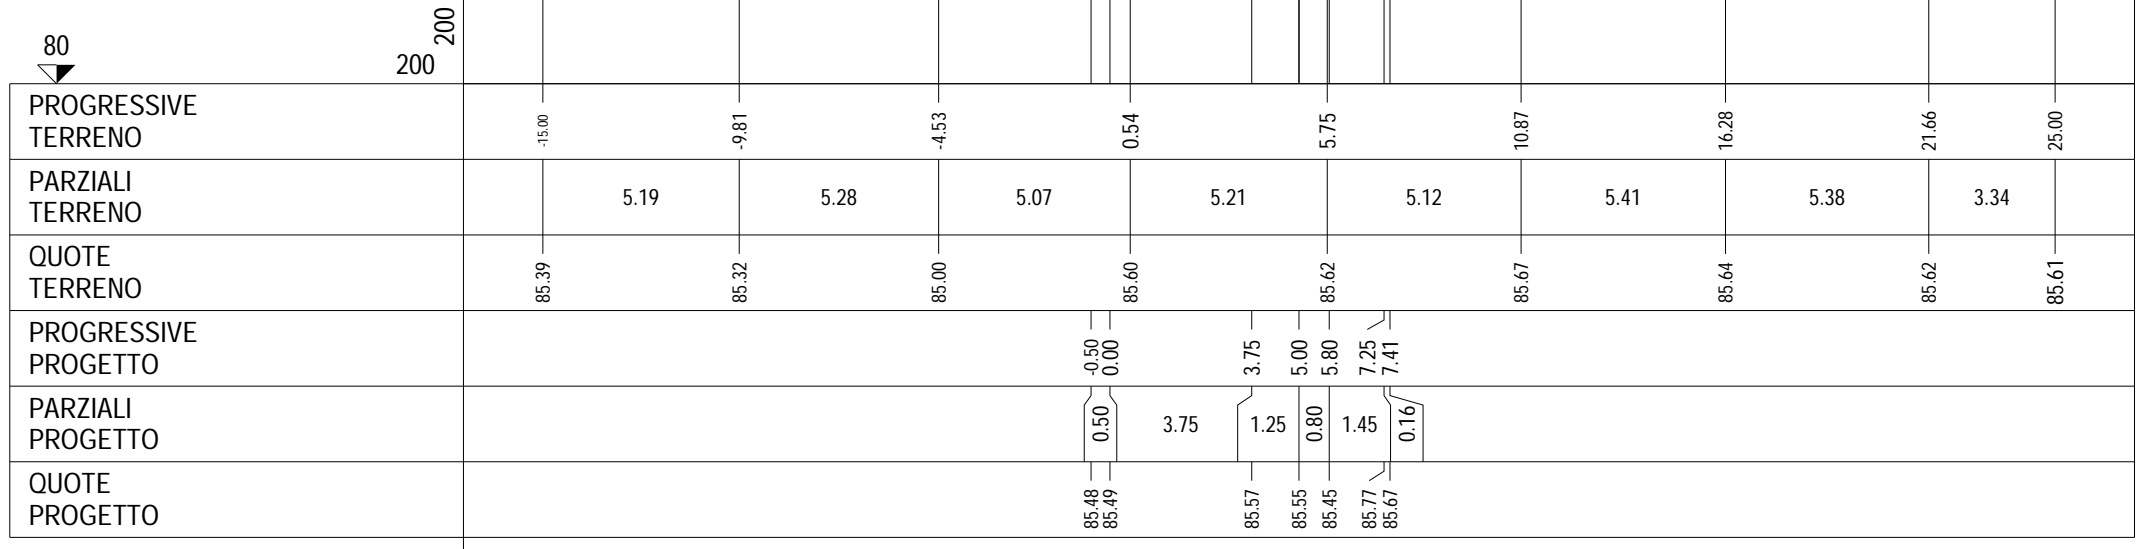 200
80
200
PROGRESSIVE
TERRENO
-15.00 -9.81 -4.53 0.54 5.75 10.87 16.28 21.66 25.00
PARZIALI
TERRENO
5.19 5.28 5.07 5.21 5.12 5.41 5.38 3.34
QUOTE
TERRENO
85.39 85.32 85.00 85.60 85.62 85.67 85.64 85.62 85.61
PROGRESSIVE
PROGETTO
-0.50 0.00 3.75 5.00 5.80 7.25 7.41
PARZIALI
PROGETTO
0.50 3.75 1.25 0.80 1.45 0.16
QUOTE
PROGETTO
85.48 85.49 85.57 85.55 85.45 85.77 85.67